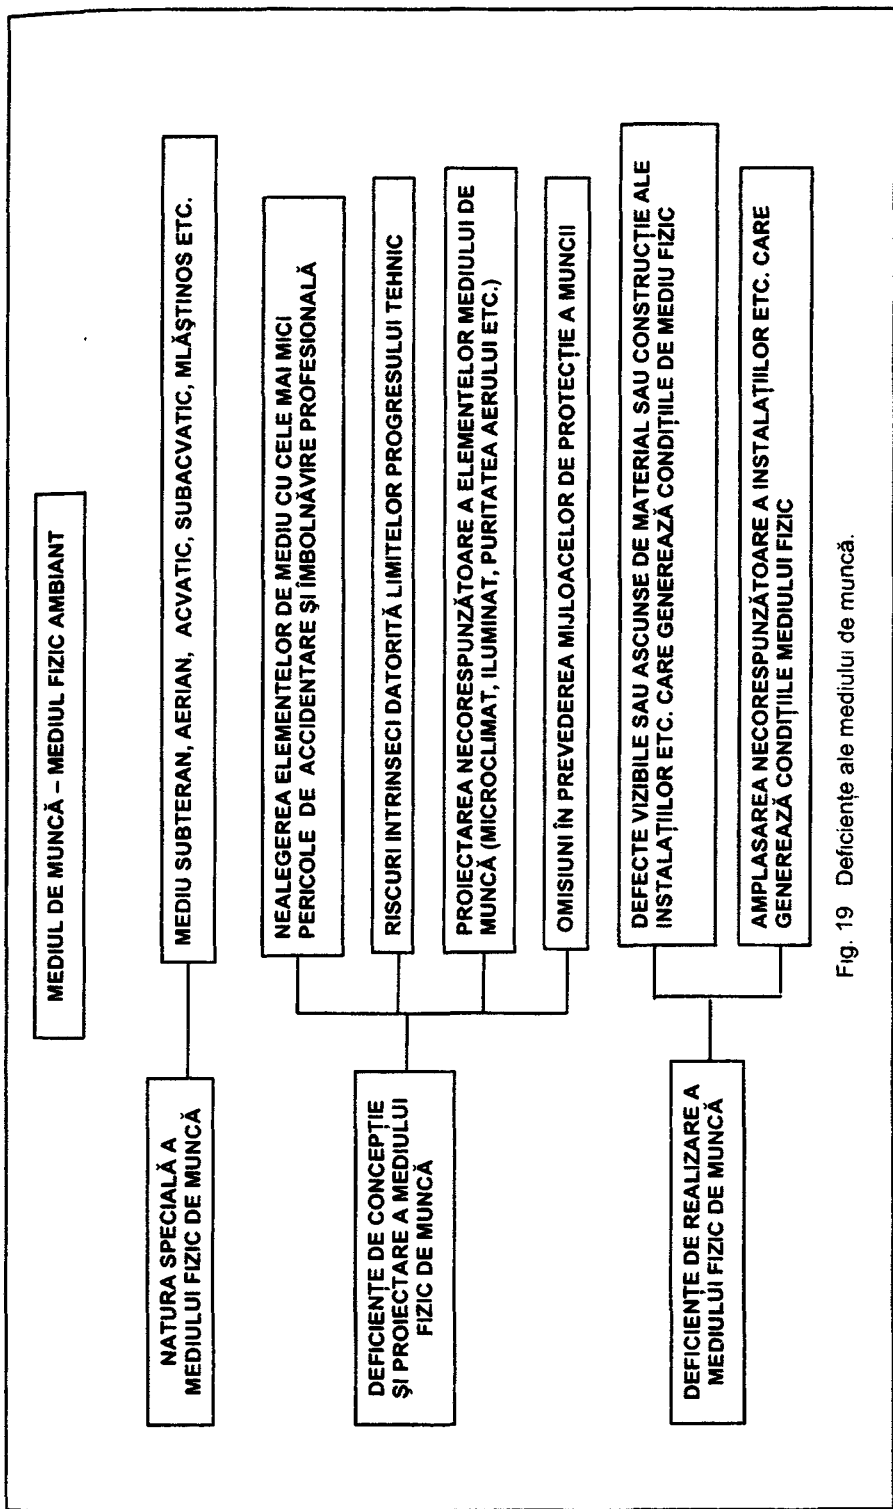 MEDIUL DE MUNCĂ – MEDIUL FIZIC AMBIANT
NATURA SPECIALĂ A
MEDIULUI FIZIC DE MUNCĂ
MEDIU SUBTERAN, AERIAN, ACVATIC, SUBACVATIC, MLĂŞTINOS ETC.
DEFICIENȚE DE CONCEPȚIE
ŞI PROIECTARE A MEDIULUI
FIZIC DE MUNCĂ
NEALEGEREA ELEMENTELOR DE MEDIU CU CELE MAI MICI
PERICOLE DE ACCIDENTARE ŞI ÎMBOLNĂVIRE PROFESIONALĂ
RISCURI INTRINSECI DATORITĂ LIMITELOR PROGRESULUI TEHNIC
PROIECTAREA NECORESPUNZĂTOARE A ELEMENTELOR MEDIULUI DE
MUNCĂ (MICROCLIMAT, ILUMINAT, PURITATEA AERULUI ETC.)
OMISIUNI ÎN PREVEDEREA MIJLOACELOR DE PROTECȚIE A MUNCII
DEFICIENȚE DE REALIZARE A
MEDIULUI FIZIC DE MUNCĂ
DEFECTE VIZIBILE SAU ASCUNSE DE MATERIAL SAU CONSTRUCȚIE ALE
INSTALAȚIILOR ETC. CARE GENEREAZĂ CONDIȚIILE DE MEDIU FIZIC
AMPLASAREA NECORESPUNZĂTOARE A INSTALAȚIILOR ETC. CARE
GENEREAZĂ CONDIȚIILE MEDIULUI FIZIC
Fig. 19 Deficiențe ale mediului de muncă.